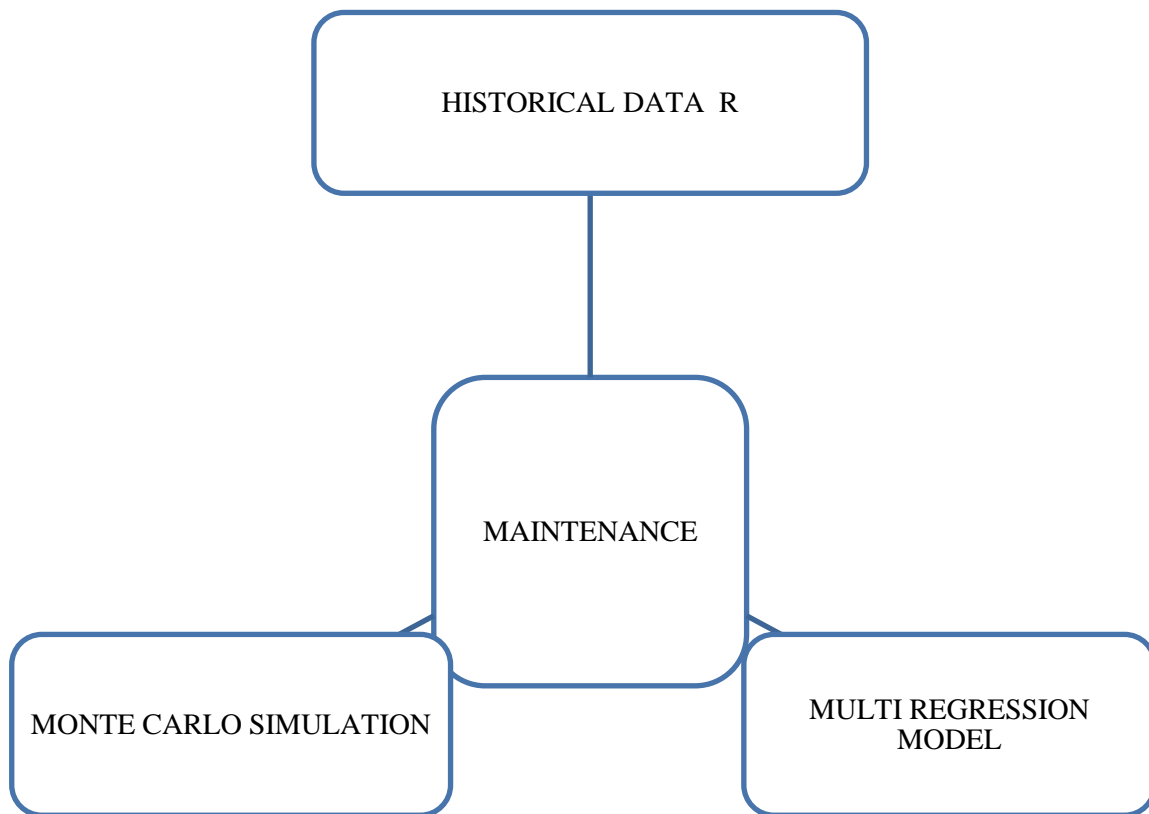 HISTORICAL DATA  R
MAINTENANCE
MONTE CARLO SIMULATION
MULTI REGRESSION
MODEL